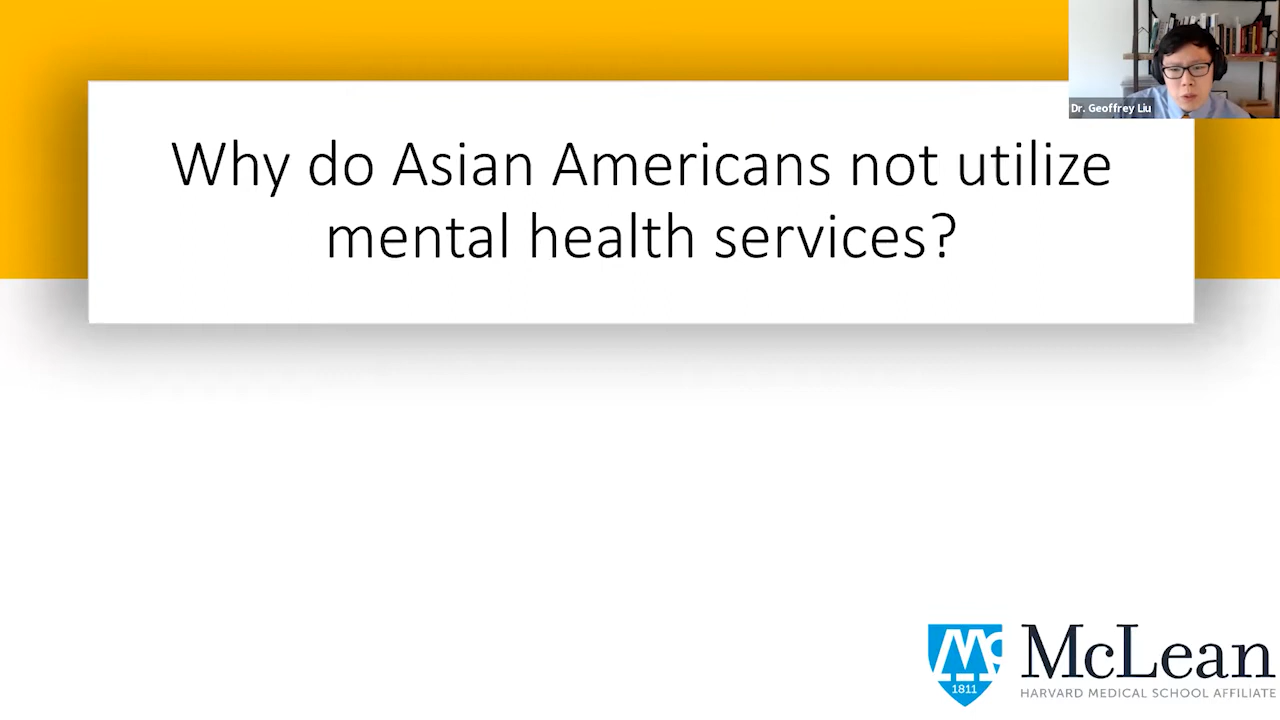 Dr. Geoffrey Liu
Why do Asian Americans not utilize
mental health services?
1811
McLean
HARVARD MEDICAL SCHOOL AFFILIATE